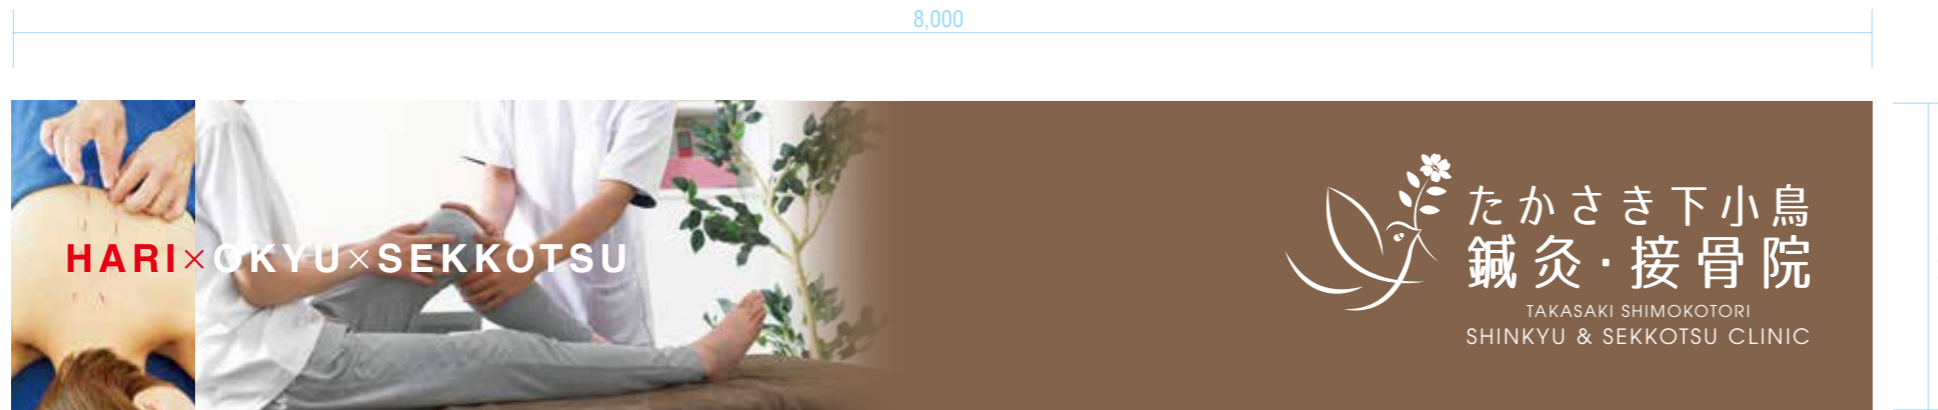 8,000
HARI×OKYU×SEKKOTSU
たかさき下小鳥
鍼灸・接骨院
TAKASAKI SHIMOKOTORI
SHINKYU & SEKKOTSU CLINIC